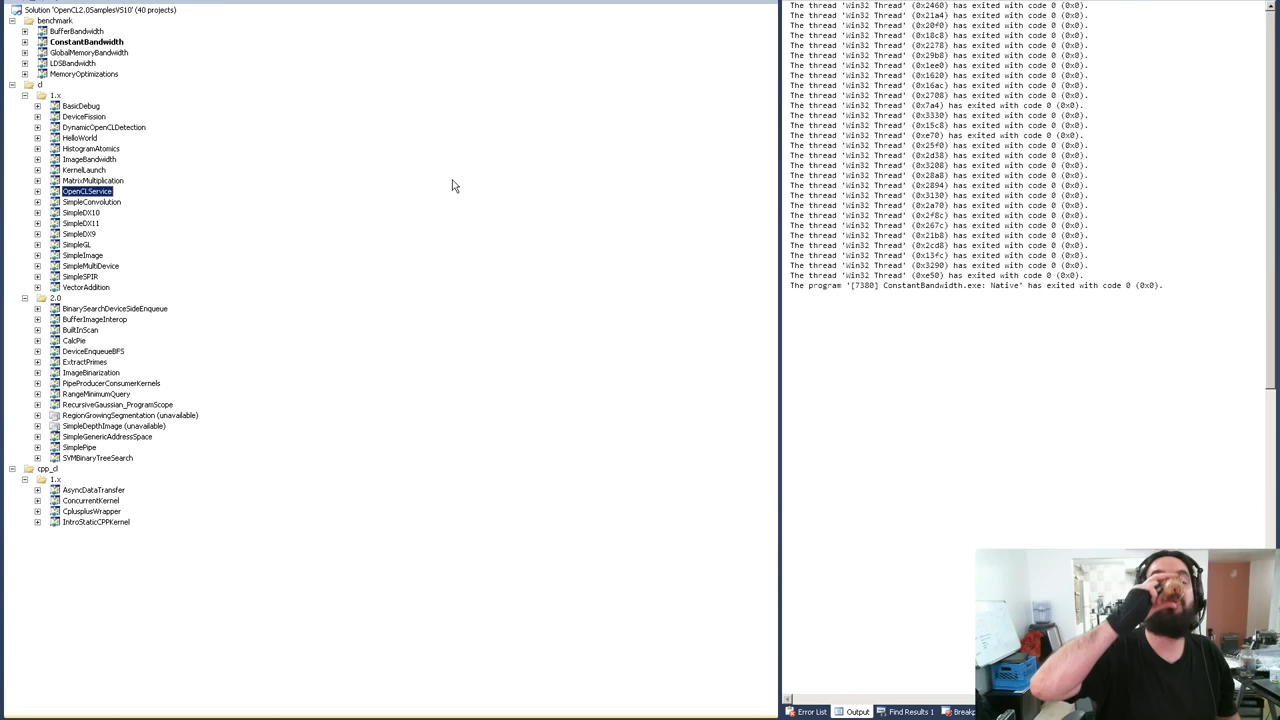 Solution 'OpenCL2.0SamplesVS10' (40 projects)
benchmark
BufferBandwidth
ConstantBandwidth
GlobalMemoryBandwidth
LDSBandwidth
MemoryOptimizations
cl
1.x
BasicDebug
DeviceFission
DynamicOpenCLDetection
HelloWorld
HistogramAtomics
ImageBandwidth
KernelLaunch
MatrixMultiplication
OpenCLService
SimpleConvolution
SimpleDX10
SimpleDX11
SimpleDX9
SimpleGL
SimpleImage
SimpleMultiDevice
SimpleSPIR
VectorAddition
2.0
BinarySearchDeviceSideEnqueue
BufferImageInterop
BuiltInScan
CalcPie
DeviceEnqueueBFS
ExtractPrimes
ImageBinarization
PipeProducerConsumerKernels
RangeMinimumQuery
RecursiveGaussian_ProgramScope
RegionGrowingSegmentation (unavailable)
SimpleDepthImage (unavailable)
SimpleGenericAddressSpace
SimplePipe
SVMBinaryTreeSearch
cpp_cl
1.x
AsyncDataTransfer
ConcurrentKernel
CplusplusWrapper
IntroStaticCPPKernel
The thread 'Win32 Thread' (0x2460) has exited with code 0 (0x0).
The thread 'Win32 Thread' (0x21a4) has exited with code 0 (0x0).
The thread 'Win32 Thread' (0x20f0) has exited with code 0 (0x0).
The thread 'Win32 Thread' (0x18c8) has exited with code 0 (0x0).
The thread 'Win32 Thread' (0x2278) has exited with code 0 (0x0).
The thread 'Win32 Thread' (0x29b8) has exited with code 0 (0x0).
The thread 'Win32 Thread' (0x1ee0) has exited with code 0 (0x0).
The thread 'Win32 Thread' (0x1620) has exited with code 0 (0x0).
The thread 'Win32 Thread' (0x16ac) has exited with code 0 (0x0).
The thread 'Win32 Thread' (0x2708) has exited with code 0 (0x0).
The thread 'Win32 Thread' (0x7a4) has exited with code 0 (0x0).
The thread 'Win32 Thread' (0x3330) has exited with code 0 (0x0).
The thread 'Win32 Thread' (0x15c8) has exited with code 0 (0x0).
The thread 'Win32 Thread' (0xe70) has exited with code 0 (0x0).
The thread 'Win32 Thread' (0x25f0) has exited with code 0 (0x0).
The thread 'Win32 Thread' (0x2d38) has exited with code 0 (0x0).
The thread 'Win32 Thread' (0x3208) has exited with code 0 (0x0).
The thread 'Win32 Thread' (0x28a8) has exited with code 0 (0x0).
The thread 'Win32 Thread' (0x2894) has exited with code 0 (0x0).
The thread 'Win32 Thread' (0x3130) has exited with code 0 (0x0).
The thread 'Win32 Thread' (0x2a70) has exited with code 0 (0x0).
The thread 'Win32 Thread' (0x2f8c) has exited with code 0 (0x0).
The thread 'Win32 Thread' (0x267c) has exited with code 0 (0x0).
The thread 'Win32 Thread' (0x21b8) has exited with code 0 (0x0).
The thread 'Win32 Thread' (0x2cd8) has exited with code 0 (0x0).
The thread 'Win32 Thread' (0x13fc) has exited with code 0 (0x0).
The thread 'Win32 Thread' (0x3290) has exited with code 0 (0x0).
The thread 'Win32 Thread' (0xe50) has exited with code 0 (0x0).
The program '[7380] ConstantBandwidth.exe: Native' has exited with code 0 (0x0).
Error List Output Find Results 1 Breakp